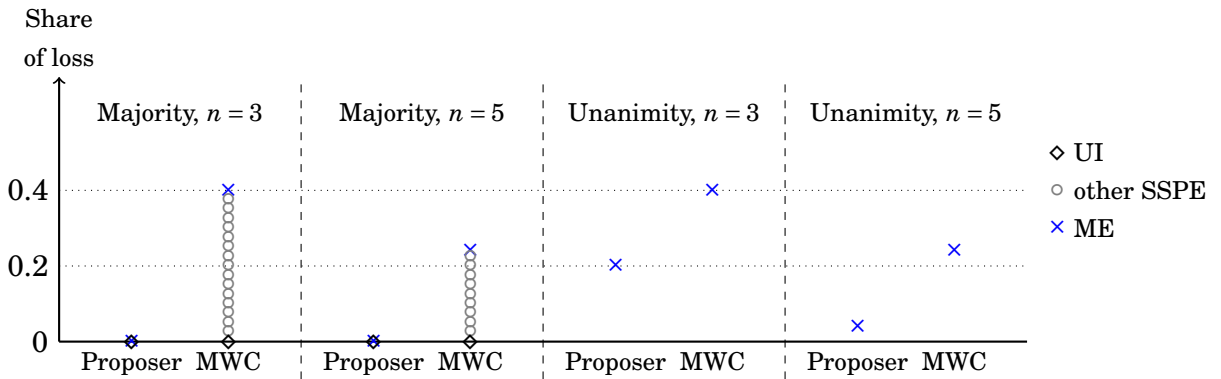 Share
of loss
Majority, n = 3
Majority, n = 5
Unanimity, n = 3
Unanimity, n = 5
UI
other SSPE
ME
0.4
0.2
0
Proposer MWC
Proposer MWC
Proposer MWC
Proposer MWC